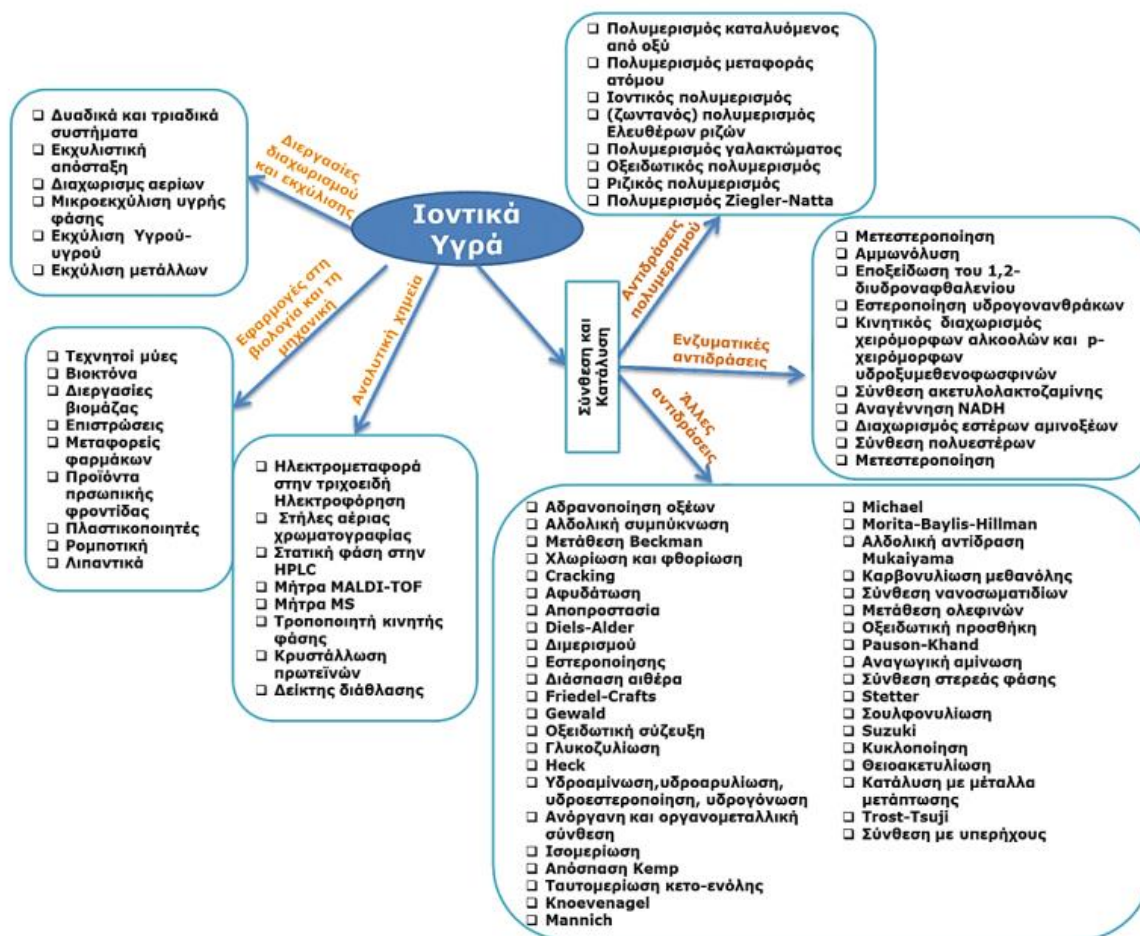 Ιοντικά
Υγρά
Διεργασίες
διαχωρισμού
και εκχύλισης
❑ Δυαδικά και τριαδικά
συστήματα
❑ Εκχυλιστική
απόσταξη
❑ Διαχωρισμς αερίων
❑ Μικροεκχύλιση υγρής
φάσης
❑ Εκχύλιση Υγρού-
υγρού
❑ Εκχύλιση μετάλλων
Εφαρμογές στη
βιολογία και τη
μηχανική
❑ Τεχνητοί μύες
❑ Βιοκτόνα
❑ Διεργασίες
βιομάζας
❑ Επιστρώσεις
❑ Μεταφορείς
φαρμάκων
❑ Προϊόντα
πρσωπικής
φροντίδας
❑ Πλαστικοποιητές
❑ Ρομποτική
❑ Λιπαντικά
Αναλυτική χημεία
❑ Ηλεκτρομεταφορά
στην τριχοειδή
Ηλεκτροφόρηση
❑ Στήλες αέριας
χρωματογραφίας
❑ Στατική φάση στην
HPLC
❑ Μήτρα MALDI-TOF
❑ Μήτρα MS
❑ Τροποποιητή κινητής
φάσης
❑ Κρυστάλλωση
πρωτεϊνών
❑ Δείκτης διάθλασης
Σύνθεση και
Κατάλυση
Αντιδράσεις
πολυμερισμού
❑ Πολυμερισμός καταλυόμενος
από οξύ
❑ Πολυμερισμός μεταφοράς
ατόμου
❑ Ιοντικός πολυμερισμός
❑ (ζωντανός) πολυμερισμός
Ελευθέρων ριζών
❑ Πολυμερισμός γαλακτώματος
❑ Οξειδωτικός πολυμερισμός
❑ Ριζικός πολυμερισμός
❑ Πολυμερισμός Ziegler-Natta
Ενζυματικές
αντιδράσεις
❑ Μετεστεροποίηση
❑ Αμμωνόλυση
❑ Εποξείδωση του 1,2-
διυδροναφθαλενίου
❑ Εστεροποίηση υδρογονανθράκων
❑ Κινητικός διαχωρισμός
χειρόμορφων αλκοολών και p-
χειρόμορφων
υδροξυμεθενοφωσφινών
❑ Σύνθεση ακετυλολακτοζαμίνης
❑ Αναγέννηση NADH
❑ Διαχωρισμός εστέρων αμινοξέων
❑ Σύνθεση πολυεστέρων
❑ Μετεστεροποίηση
Άλλες
αντιδράσεις
❑ Αδρανοποίηση οξέων
❑ Αλδολική συμπύκνωση
❑ Μετάθεση Beckman
❑ Χλωρίωση και φθορίωση
❑ Cracking
❑ Αφυδάτωση
❑ Αποπροστασία
❑ Diels-Alder
❑ Διμερισμού
❑ Εστεροποίησης
❑ Διάσπαση αιθέρα
❑ Friedel-Crafts
❑ Gewald
❑ Οξειδωτική σύζευξη
❑ Γλυκοζυλίωση
❑ Heck
❑ Υδροαμίνωση,υδροαρυλίωση,
υδροεστεροποίηση, υδρογόνωση
❑ Ανόργανη και οργανομεταλλική
σύνθεση
❑ Ισομερίωση
❑ Απόσπαση Kemp
❑ Ταυτομερίωση κετο-ενόλης
❑ Knoevenagel
❑ Mannich
❑ Michael
❑ Morita-Baylis-Hillman
❑ Αλδολική αντίδραση
Mukaiyama
❑ Καρβονυλίωση μεθανόλης
❑ Σύνθεση νανοσωματιδίων
❑ Μετάθεση ολεφινών
❑ Οξειδωτική προσθήκη
❑ Pauson-Khand
❑ Αναγωγική αμίνωση
❑ Σύνθεση στερεάς φάσης
❑ Stetter
❑ Σουλφονυλίωση
❑ Suzuki
❑ Κυκλοποίηση
❑ Θειοακετυλίωση
❑ Κατάλυση με μέταλλα
μετάπτωσης
❑ Trost-Tsuji
❑ Σύνθεση με υπερήχους